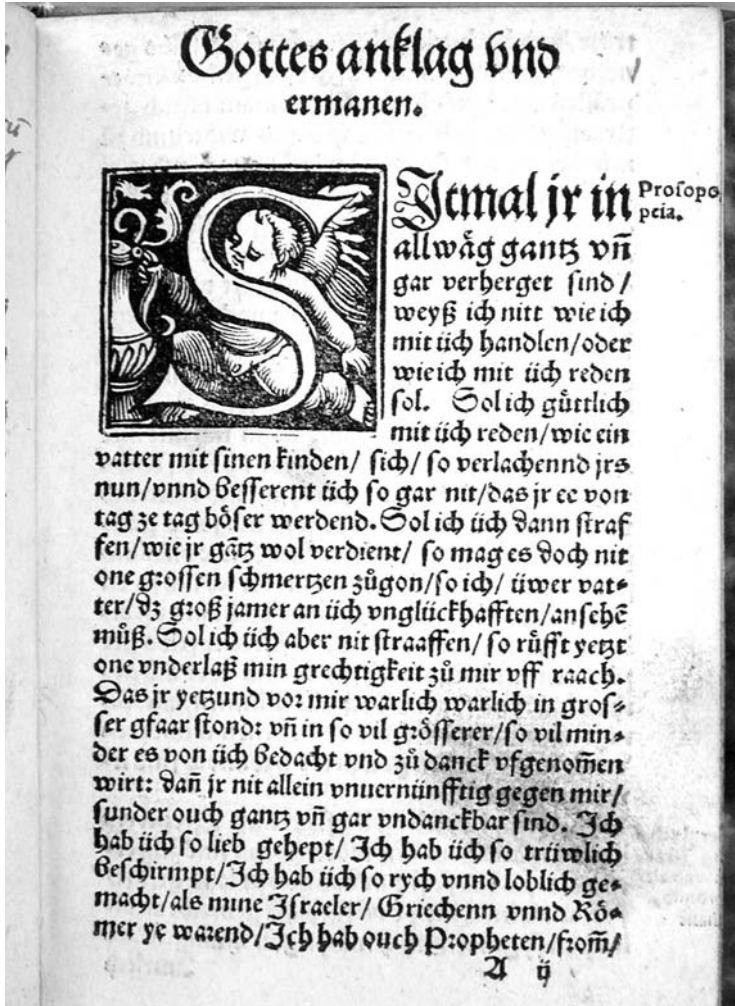 Gottes anklag vnd
ermanen.
SJtmal jr in
Prosopo
peia.
allwäg gantz vñ
gar verherget sind/
weyß ich nitt wie ich
mit üch handlen/oder
wie ich mit üch reden
sol. Sol ich güttlich
mit üch reden/wie ein
vatter mit sinen kinden/ sich/ so verlachennd jrs
nun/vnnd besserent üch so gar nit/das jr ee von
tag ze tag böser werdend. Sol ich üch dann straf
fen/wie jr gãtz wol verdient/ so mag es doch nit
one grossen schmertzen zůgon/so ich/ üwer vat⸗
ter/dz groß jamer an üch vnglückhafften/ansehẽ
můß. Sol ich üch aber nit straaffen/ so růfft yetzt
one vnderlaß min grechtigkeit zů mir vff raach.
Das jr yetzund vor mir warlich warlich in gros⸗
ser gfaar stond: vñ in so vil grösserer/so vil min⸗
der es von üch bedacht vnd zů danck vfgenom̃en
wirt: dañ jr nit allein vnuernünfftig gegen mir/
sunder ouch gantz vñ gar vndanckbar sind. Jch
hab üch so lieb gehept/ Jch hab üch so trüwlich
beschirmpt/Jch hab üch so rych vnnd loblich ge⸗
macht/als mine Jsraeler/ Griechenn vnnd Rö⸗
mer ye warend/Jch hab ouch Propheten/from̃/
A ij